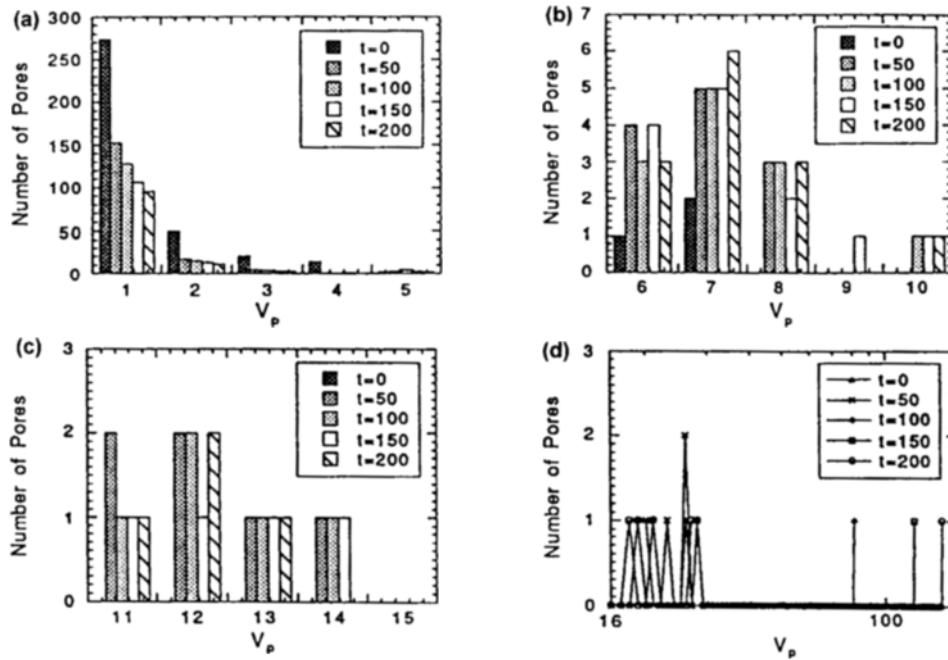 (a)
300
250
200
150
100
50
0
Number of Pores
t=0
t=50
t=100
t=150
t=200
1 2 3 4 5
Vp
(b)
7
6
5
4
3
2
1
0
Number of Pores
t=0
t=50
t=100
t=150
t=200
6 7 8 9 10
Vp
(c)
3
2
1
0
Number of Pores
t=0
t=50
t=100
t=150
t=200
11 12 13 14 15
Vp
(d)
3
2
1
0
Number of Pores
t=0
t=50
t=100
t=150
t=200
16 100
Vp